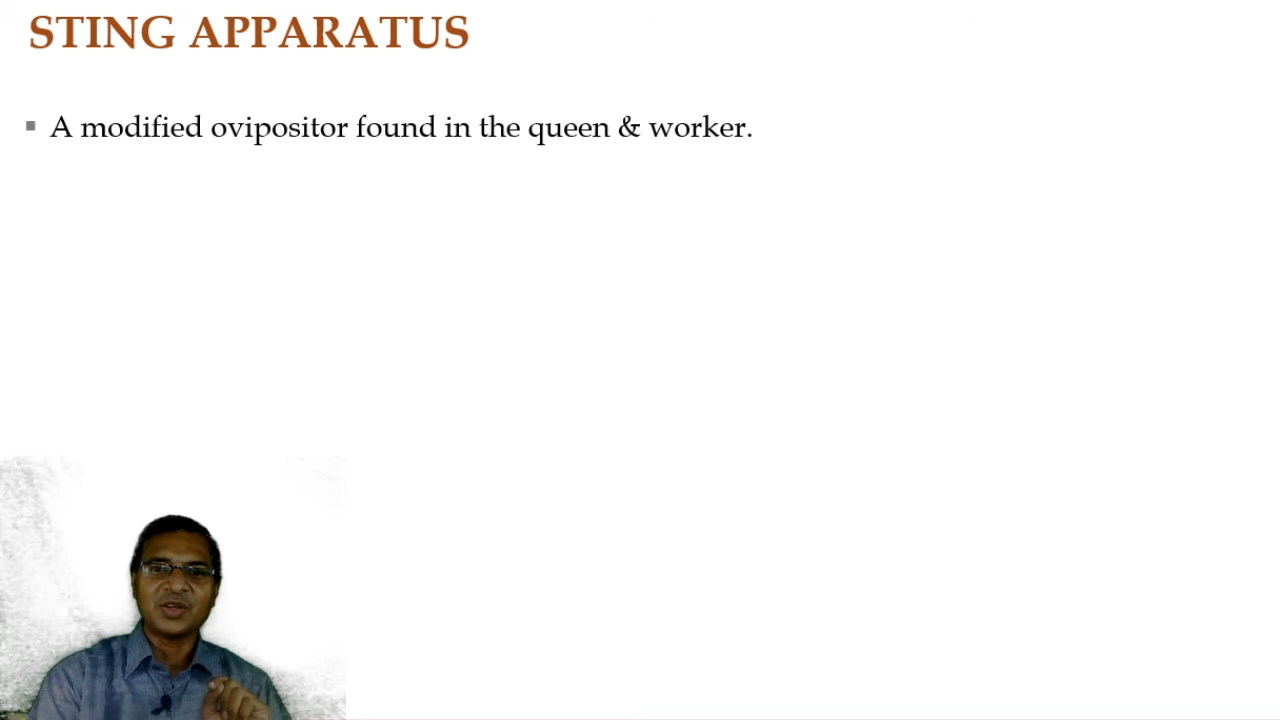 STING APPARATUS
▪ A modified ovipositor found in the queen & worker.